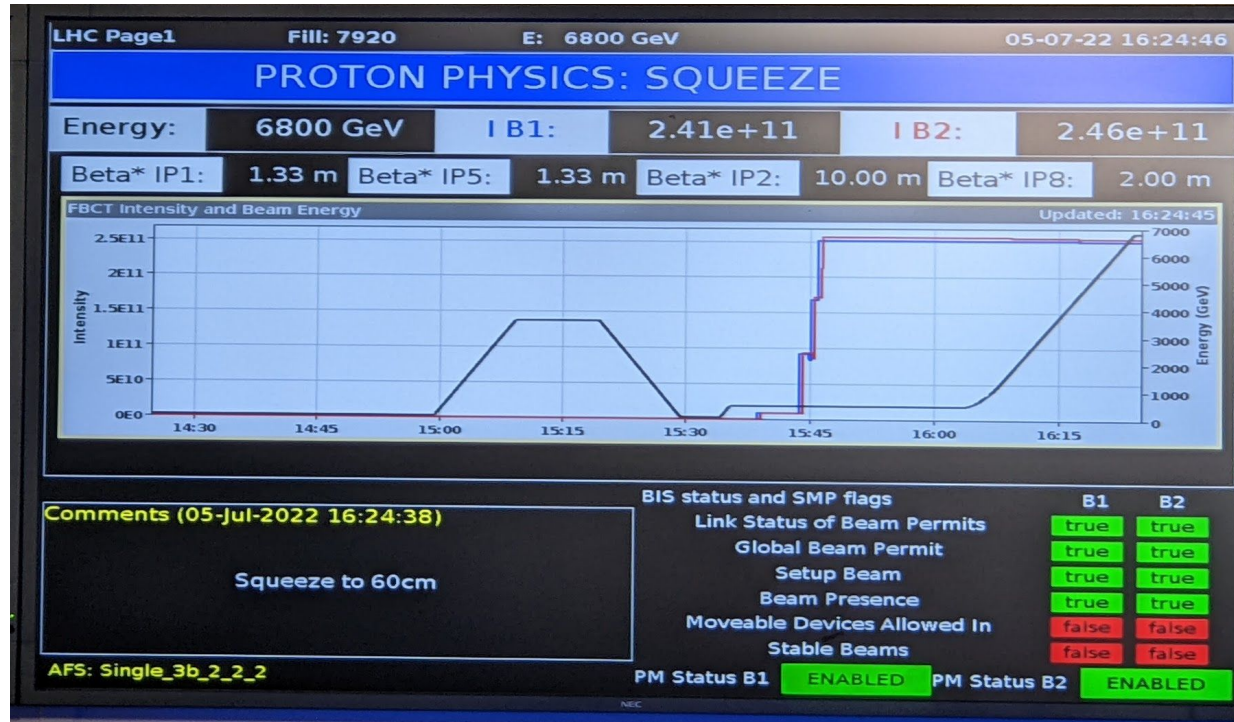 LHC Page1 Fill: 7920 E: 6800 GeV 05-07-22 16:24:46
PROTON PHYSICS: SQUEEZE
Energy: 6800 GeV I B1: 2.41e+11 I B2: 2.46e+11
Beta* IP1: 1.33 m Beta* IP5: 1.33 m Beta* IP2: 10.00 m Beta* IP8: 2.00 m
FBCT Intensity and Beam Energy Updated: 16:24:45
2.5E11 7000
2E11 6000
1.5E11 5000
1E11 4000
5E10 3000
0E0 2000
1000
0
Intensity
Energy (GeV)
14:30 14:45 15:00 15:15 15:30 15:45 16:00 16:15
BIS status and SMP flags B1 B2
Comments (05-Jul-2022 16:24:38)
Squeeze to 60cm
Link Status of Beam Permits true true
Global Beam Permit true true
Setup Beam true true
Beam Presence true true
Moveable Devices Allowed In false false
Stable Beams false false
AFS: Single_3b_2_2_2
PM Status B1 ENABLED PM Status B2 ENABLED
NEC